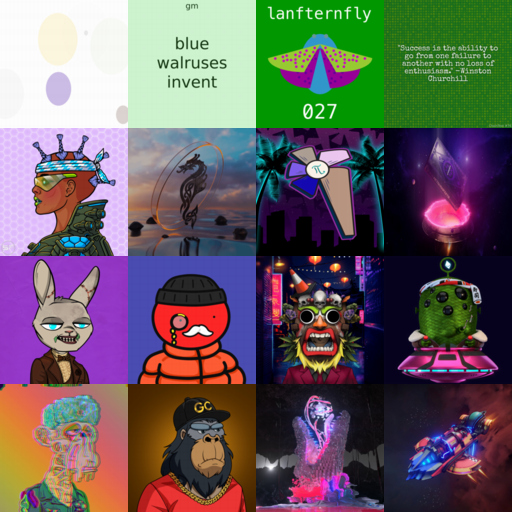 gm
blue
walruses
invent
lanfternfly
027
"Success is the ability to
go from one failure to
another with no loss of
enthusiasm." -Winston
Churchill
GC